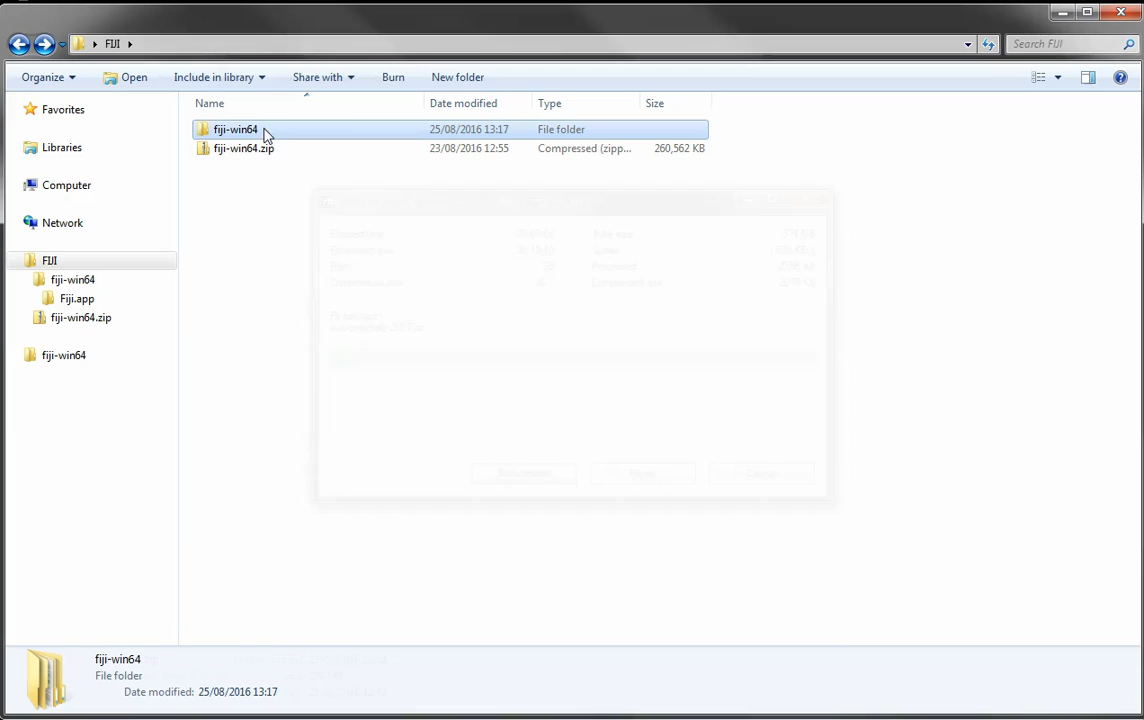 FIJI
Search FIJI
Organize
Open
Include in library
Share with
Burn
New folder
Name
Date modified
Type
Size
Favorites
Libraries
Computer
Network
FIJI
fiji-win64
Fiji.app
fiji-win64.zip
fiji-win64
fiji-win64 25/08/2016 13:17 File folder
fiji-win64.zip 23/08/2016 12:55 Compressed (zipp... 260,562 KB
fiji-win64
File folder
Date modified: 25/08/2016 13:17